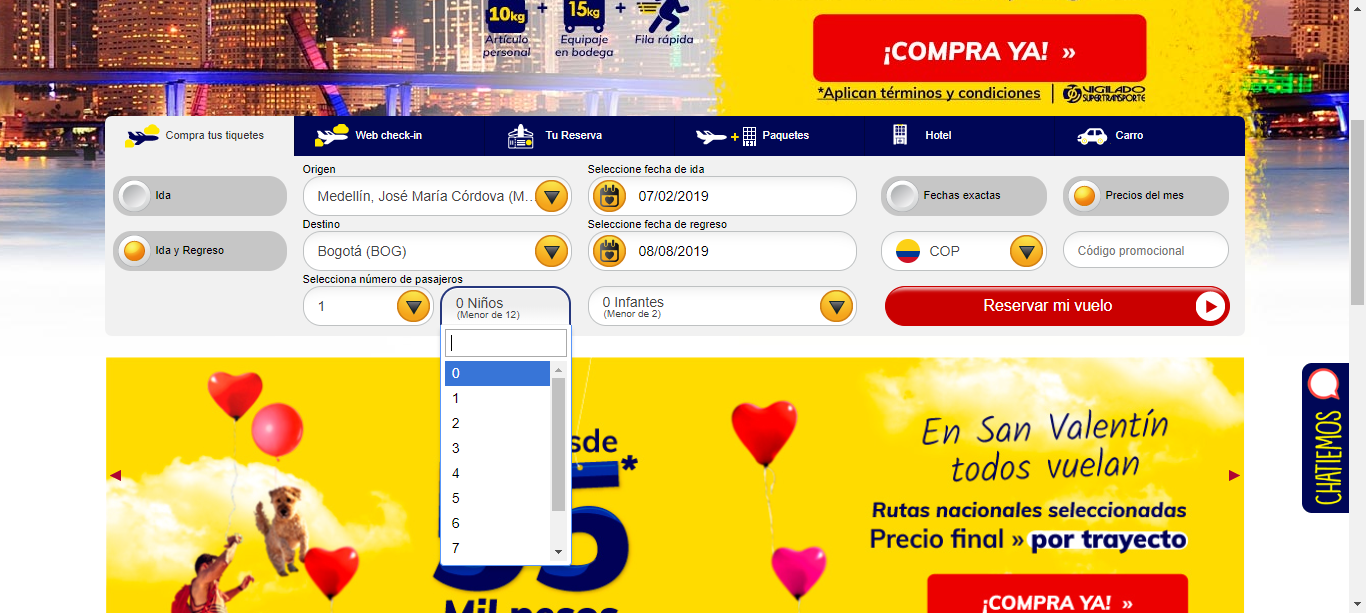 10kg + 15kg +
Artículo personal
Equipaje en bodega
Fila rápida
¡COMPRA YA! »
*Aplican términos y condiciones | VIGILADO SUPERTRANSPORTE
Compra tus tiquetes
Web check-in
Tu Reserva
+ Paquetes
Hotel
Carro
Ida
Ida y Regreso
Origen
Medellín, José María Córdova (M...
Destino
Bogotá (BOG)
Selecciona número de pasajeros
1
0 Niños
(Menor de 12)
0
1
2
3
4
5
6
7
Seleccione fecha de ida
07/02/2019
Seleccione fecha de regreso
08/08/2019
0 Infantes
(Menor de 2)
Fechas exactas
Precios del mes
COP
Código promocional
Reservar mi vuelo
*
Mil pesos
En San Valentín
todos vuelan
Rutas nacionales seleccionadas
Precio final » por trayecto
¡COMPRA YA! »
CHATIEMOS